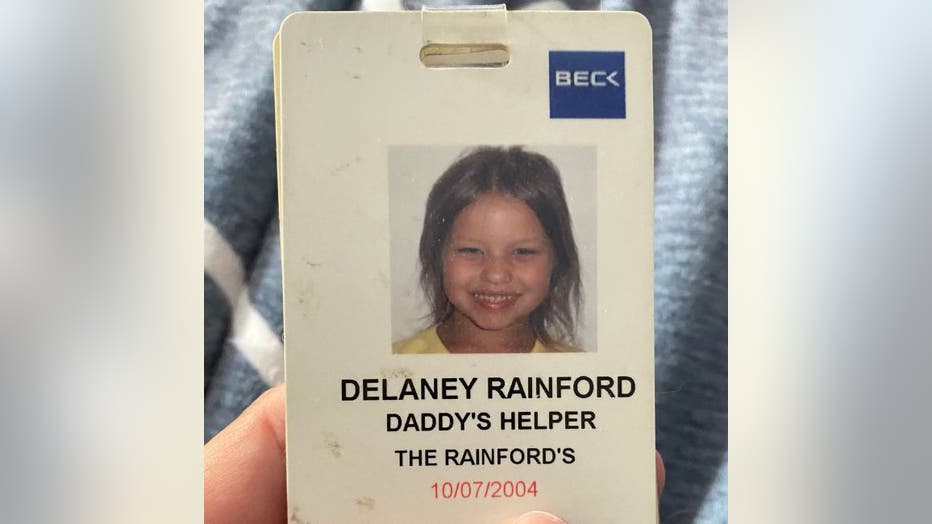 BECK
DELANEY RAINFORD
DADDY'S HELPER
THE RAINFORD'S
10/07/2004